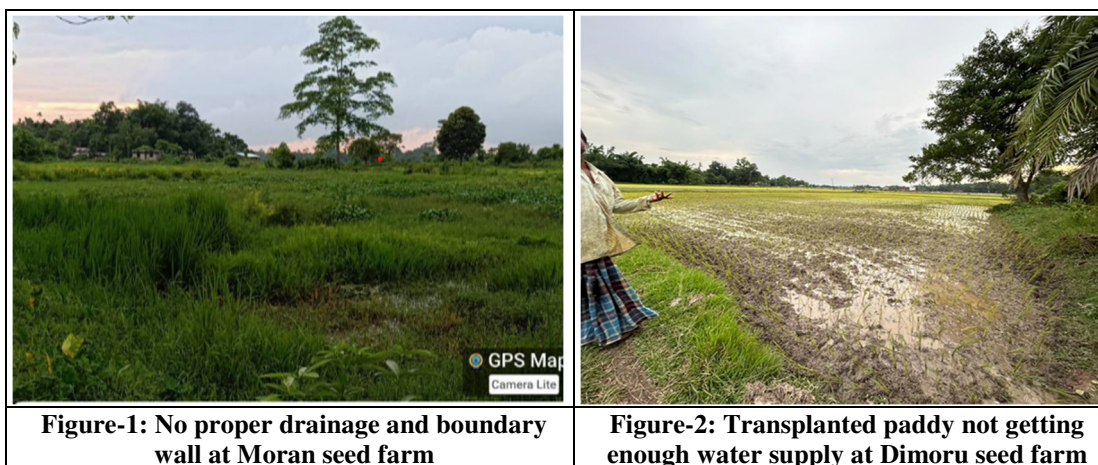 GPS Map
Camera Lite
Figure-1: No proper drainage and boundary
wall at Moran seed farm
Figure-2: Transplanted paddy not getting
enough water supply at Dimoru seed farm